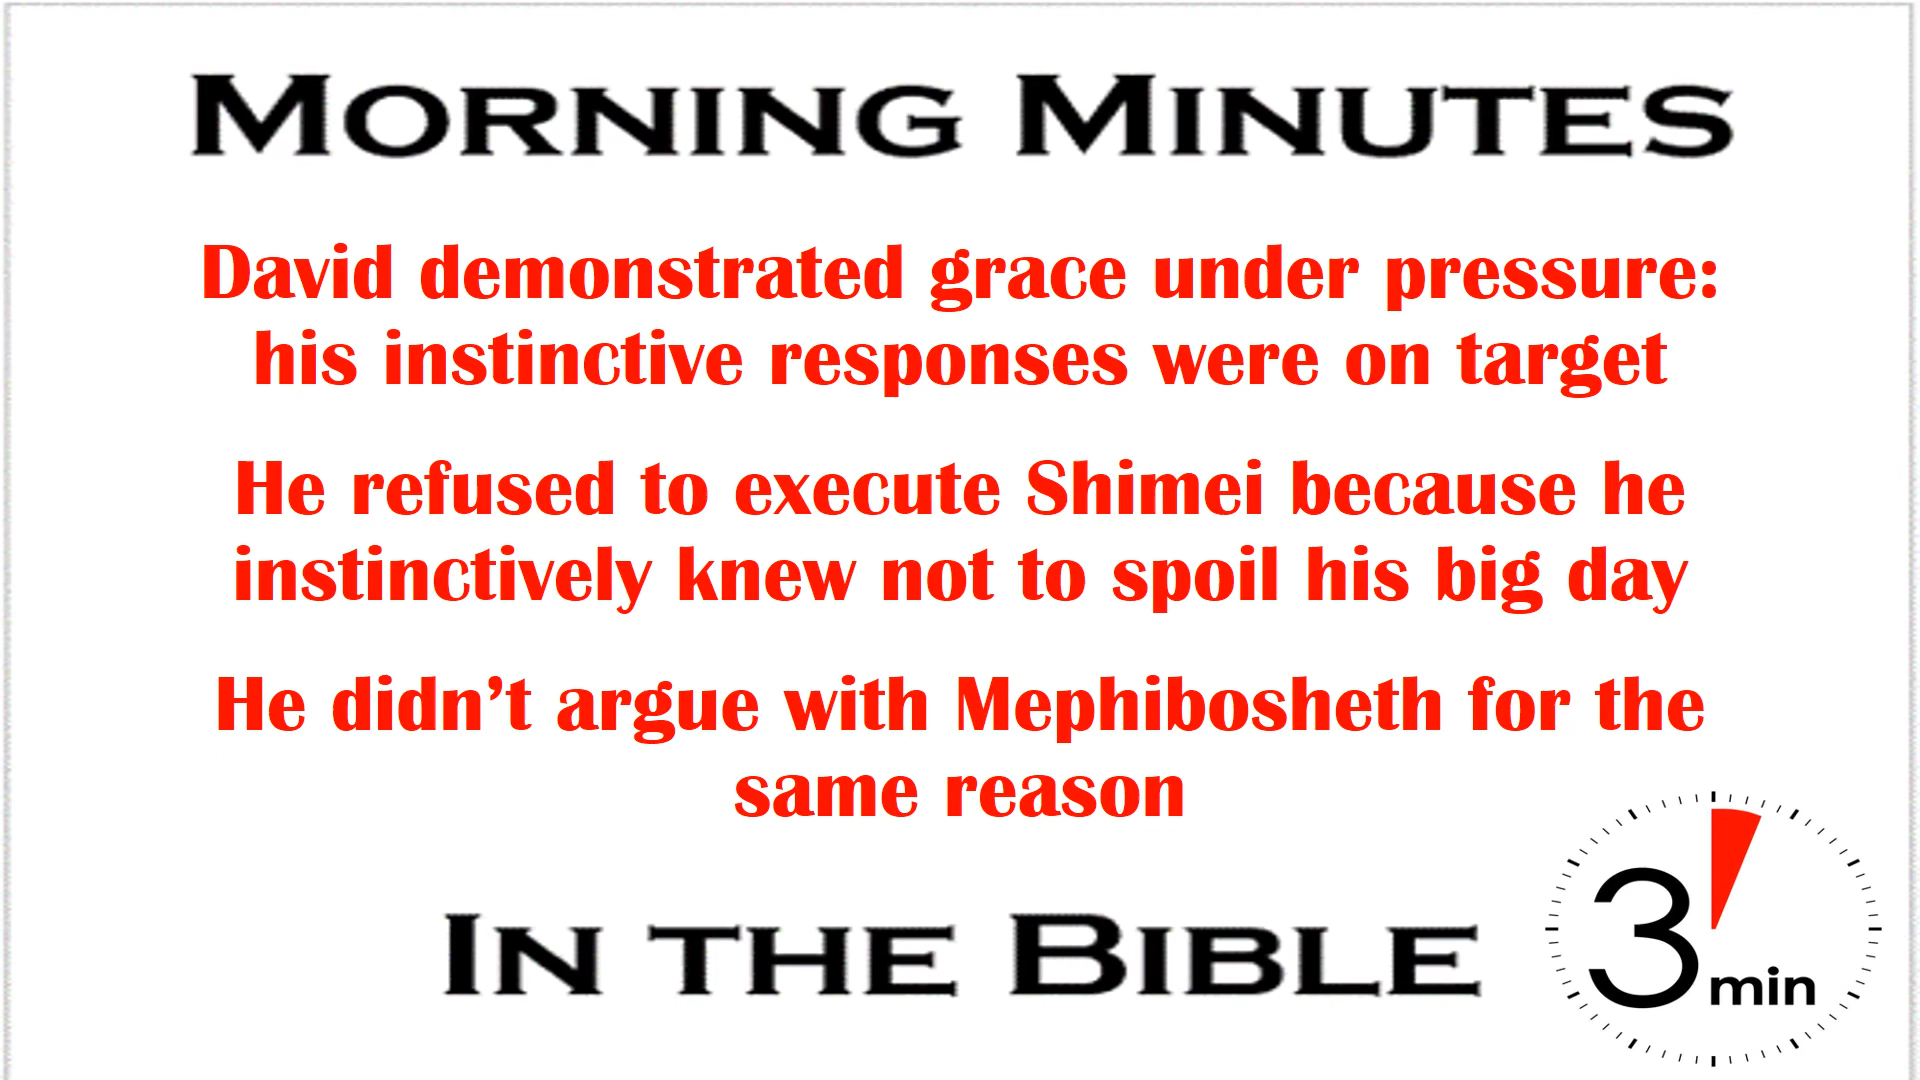 Morning Minutes
David demonstrated grace under pressure:
his instinctive responses were on target
He refused to execute Shimei because he
instinctively knew not to spoil his big day
He didn’t argue with Mephibosheth for the
same reason
In the Bible
3 min